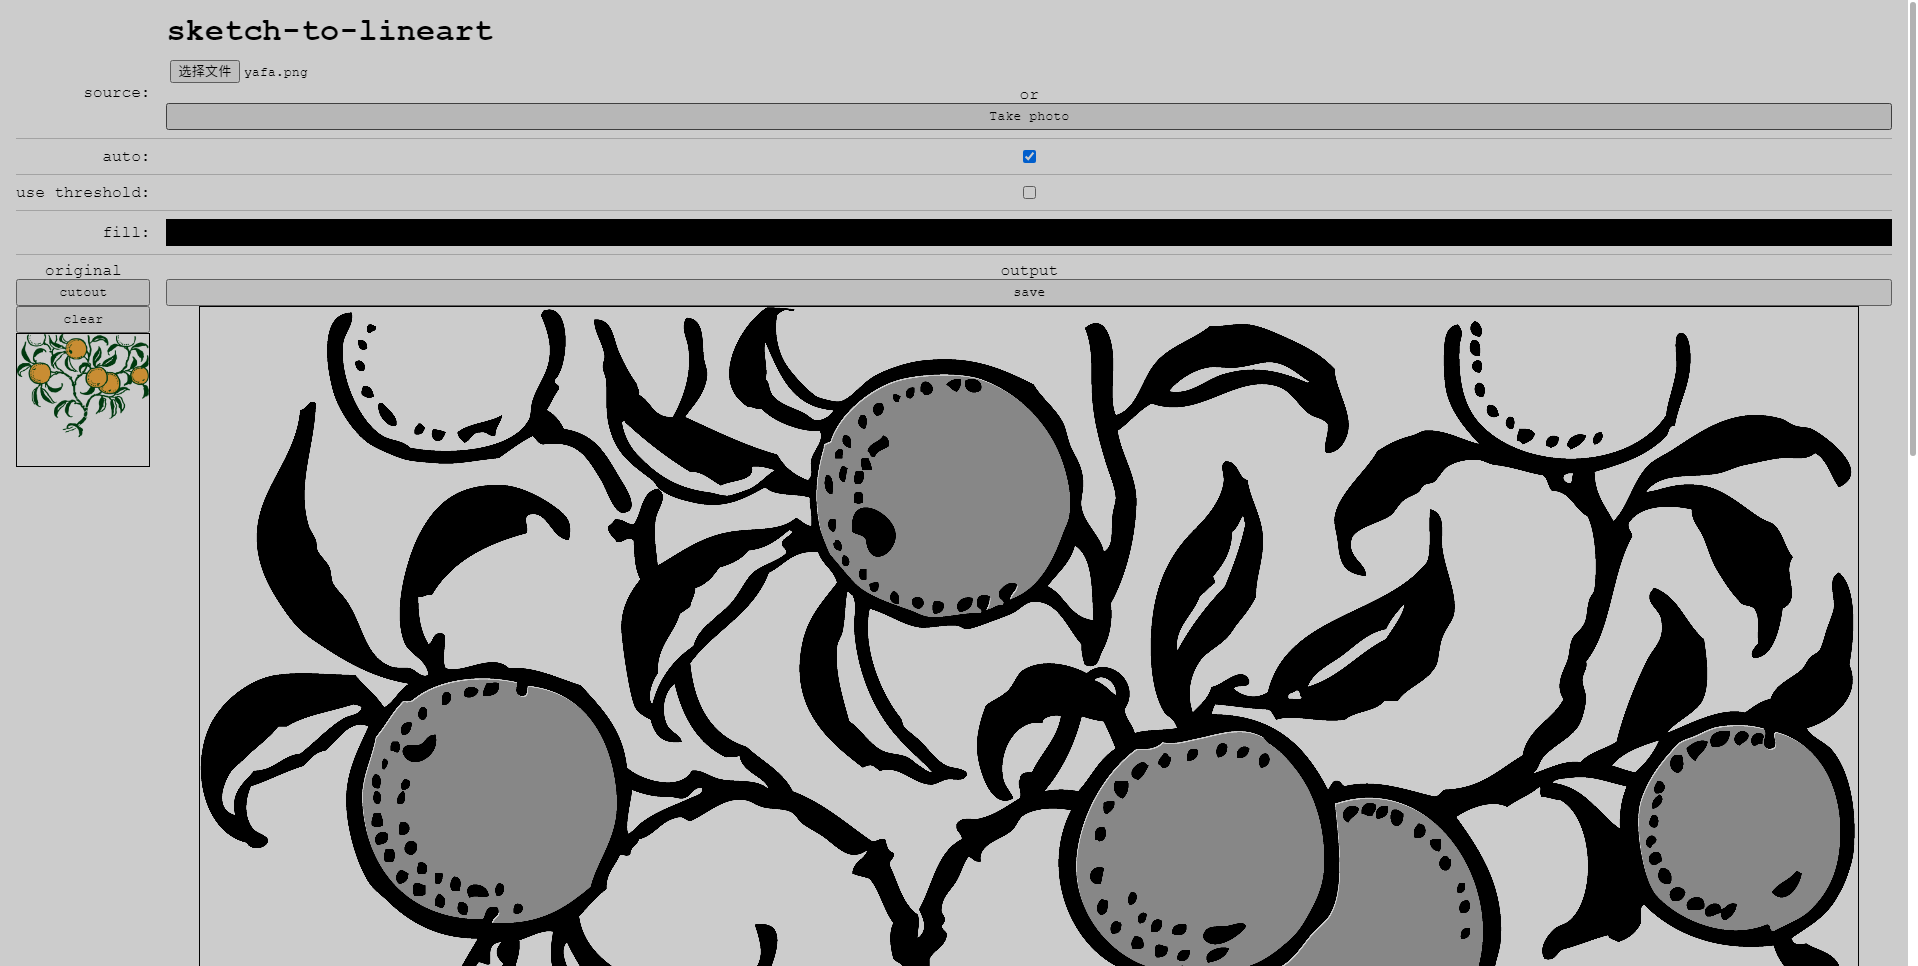 sketch-to-lineart
选择文件 yafa.png
source:
or
Take photo
auto:
use threshold:
fill:
original
output
cutout
save
clear